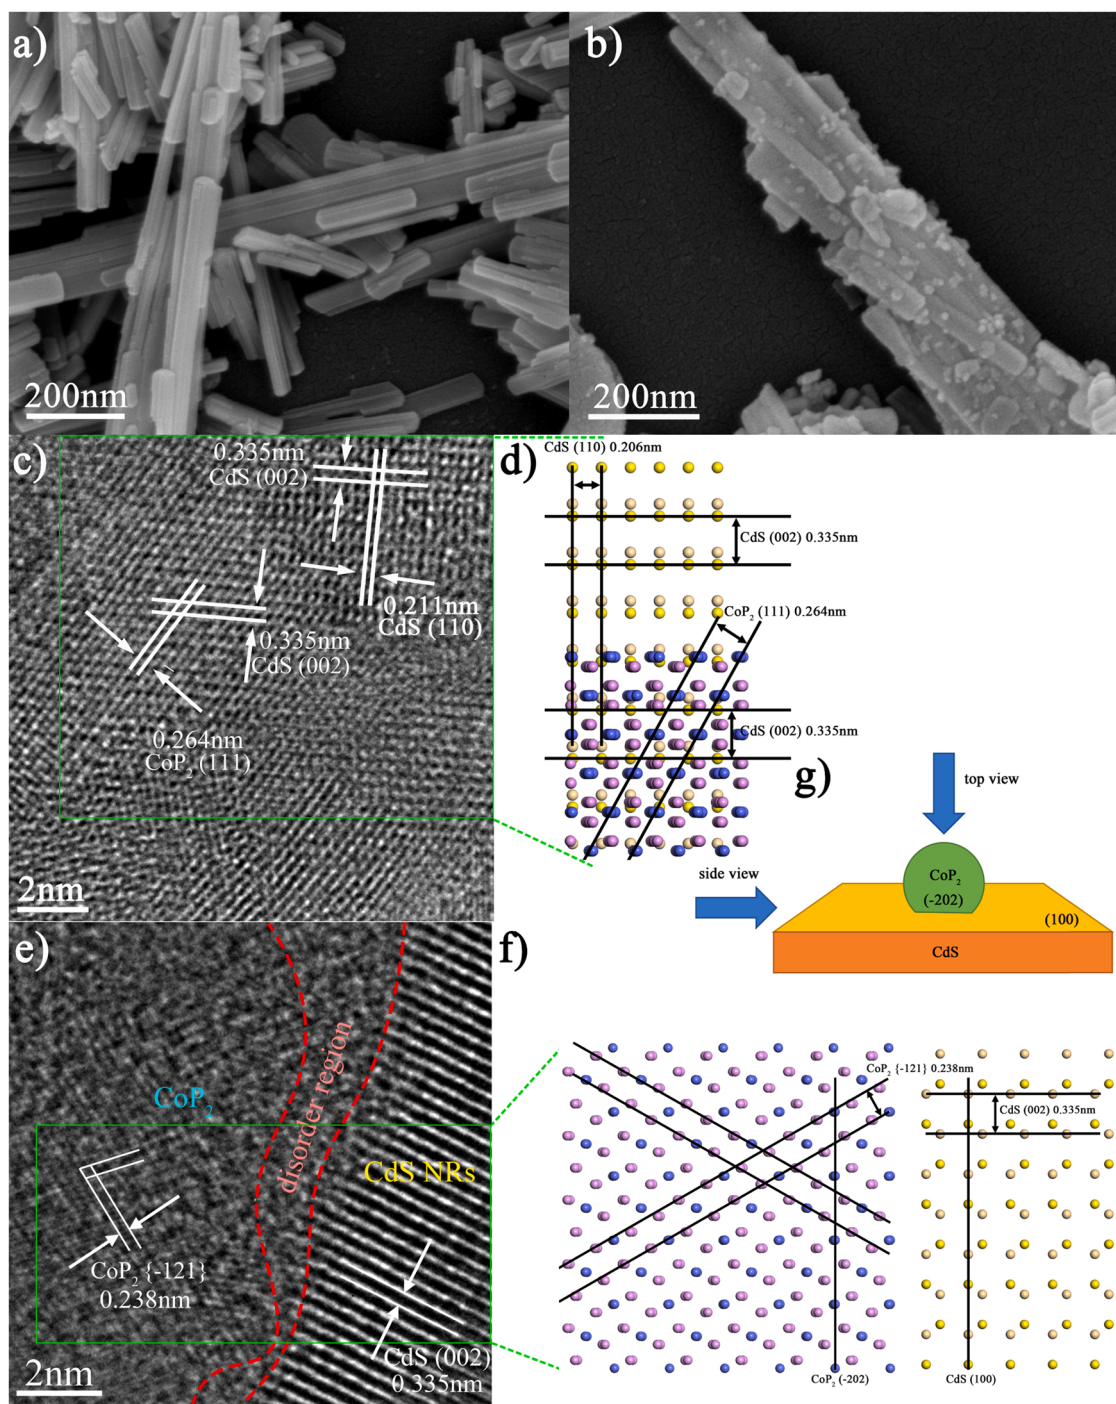 a)
200nm
b)
200nm
c)
0.335nm
CdS (002)
0.211nm
CdS (110)
0.335nm
CdS (002)
0.264nm
CoP₂ (111)
2nm
d)
CdS (110) 0.206nm
CdS (002) 0.335nm
CoP₂ (111) 0.264nm
CdS (002) 0.335nm
g)
top view
side view
CoP₂
(-202)
(100)
CdS
e)
CoP₂
disorder region
CdS NRs
CoP₂ {-121}
0.238nm
CdS (002)
0.335nm
2nm
f)
CoP₂ {-121} 0.238nm
CdS (002) 0.335nm
CoP₂ (-202)
CdS (100)